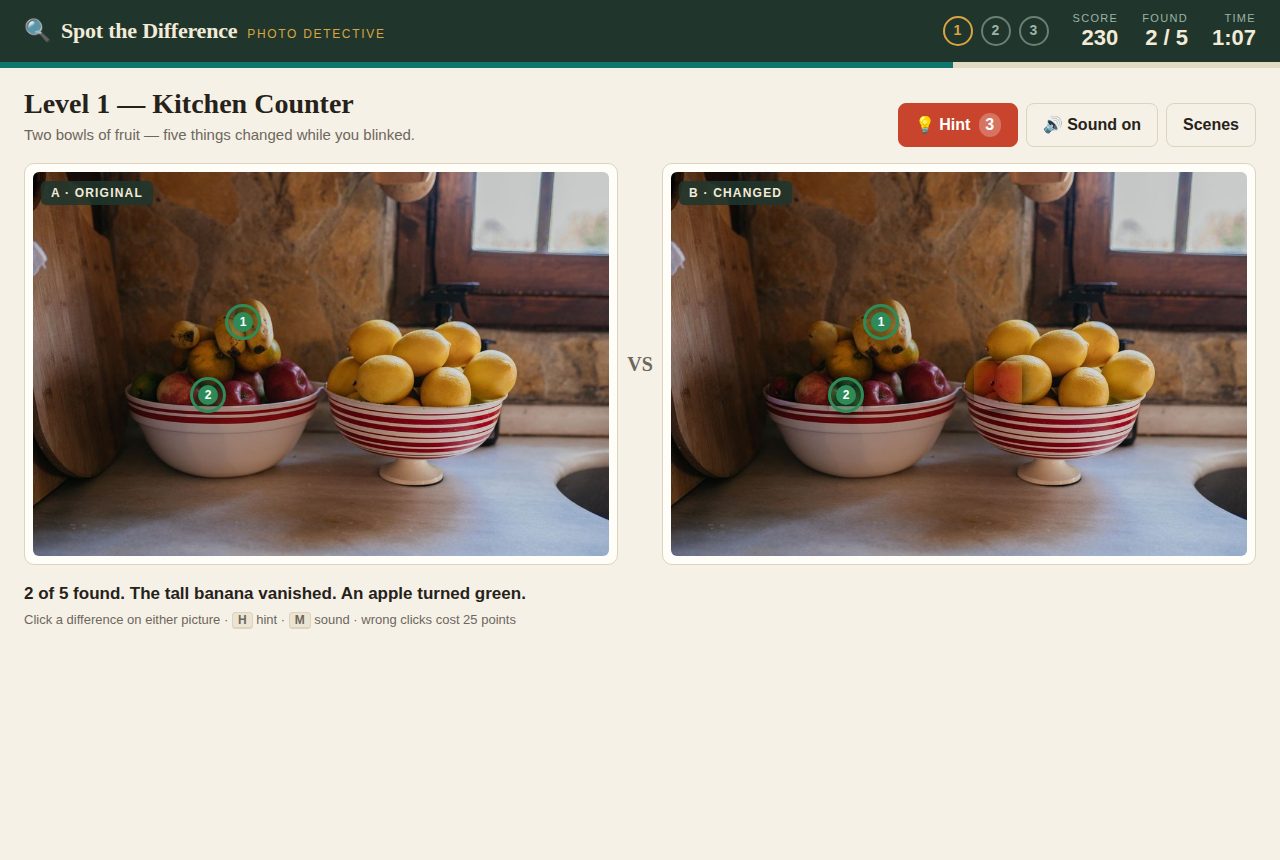 🔍 Spot the Difference PHOTO DETECTIVE
1 2 3
SCORE FOUND TIME
230 2 / 5 1:07
Level 1 — Kitchen Counter
Two bowls of fruit — five things changed while you blinked.
💡 Hint 3
🔊 Sound on
Scenes
A · ORIGINAL
1
2
VS
B · CHANGED
1
2
2 of 5 found. The tall banana vanished. An apple turned green.
Click a difference on either picture · H hint · M sound · wrong clicks cost 25 points